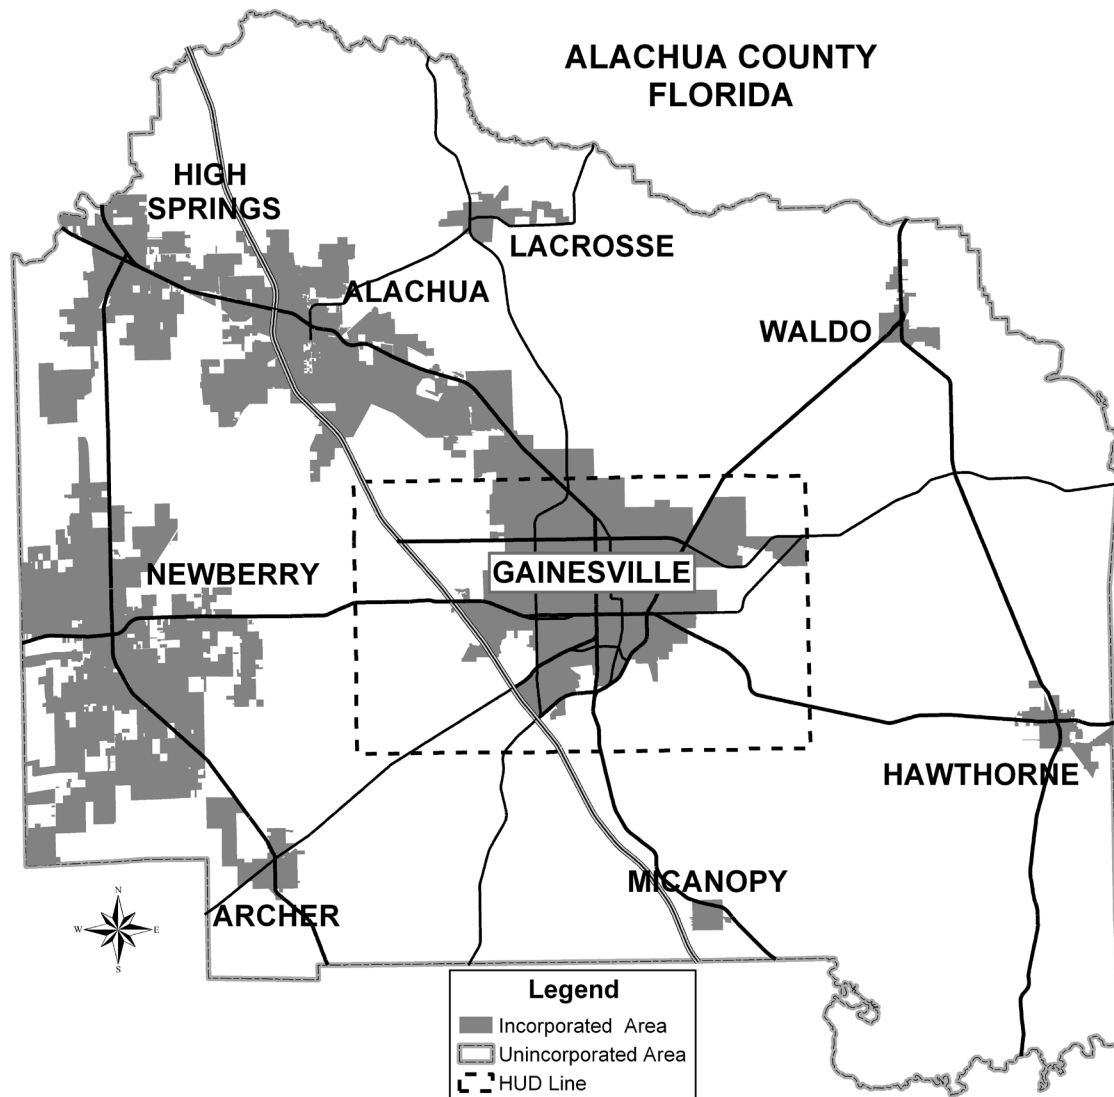 ALACHUA COUNTY
FLORIDA
HIGH
SPRINGS
LACROSSE
ALACHUA
WALDO
NEWBERRY
GAINESVILLE
HAWTHORNE
MICANOPY
ARCHER
N
W E
S
Legend
Incorporated Area
Unincorporated Area
HUD Line